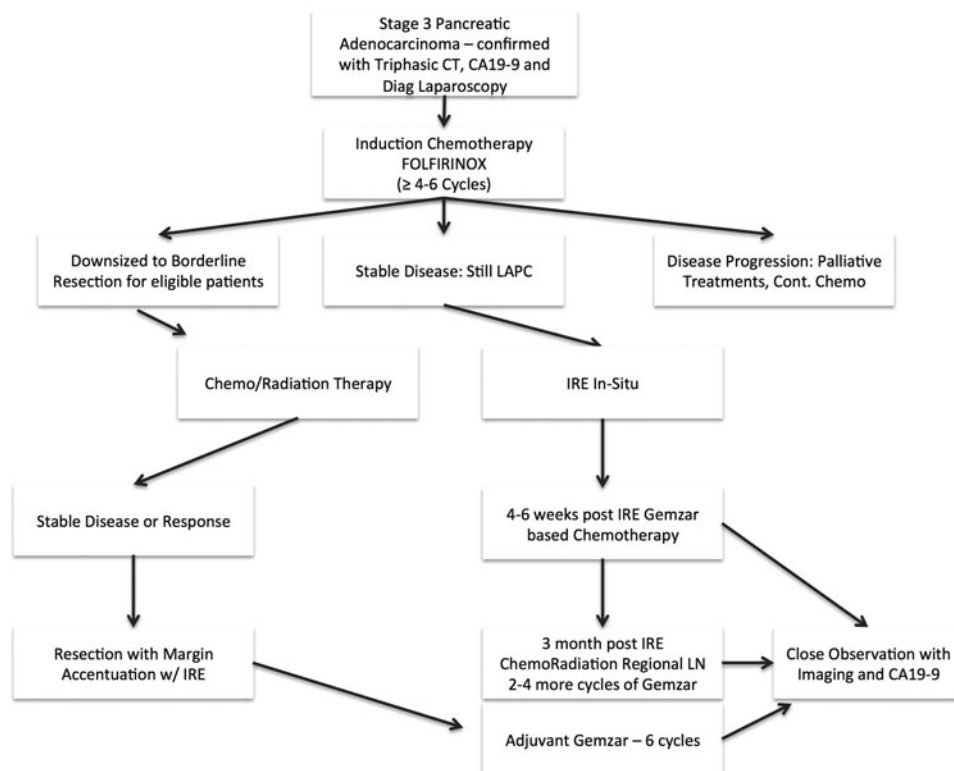 Stage 3 Pancreatic
Adenocarcinoma – confirmed
with Triphasic CT, CA19-9 and
Diag Laparoscopy
Induction Chemotherapy
FOLFIRINOX
(≥ 4-6 Cycles)
Downsized to Borderline
Resection for eligible patients
Stable Disease: Still LAPC
Disease Progression: Palliative
Treatments, Cont. Chemo
Chemo/Radiation Therapy
IRE In-Situ
Stable Disease or Response
4-6 weeks post IRE Gemzar
based Chemotherapy
Resection with Margin
Accentuation w/ IRE
3 month post IRE
ChemoRadiation Regional LN
2-4 more cycles of Gemzar
Close Observation with
Imaging and CA19-9
Adjuvant Gemzar – 6 cycles